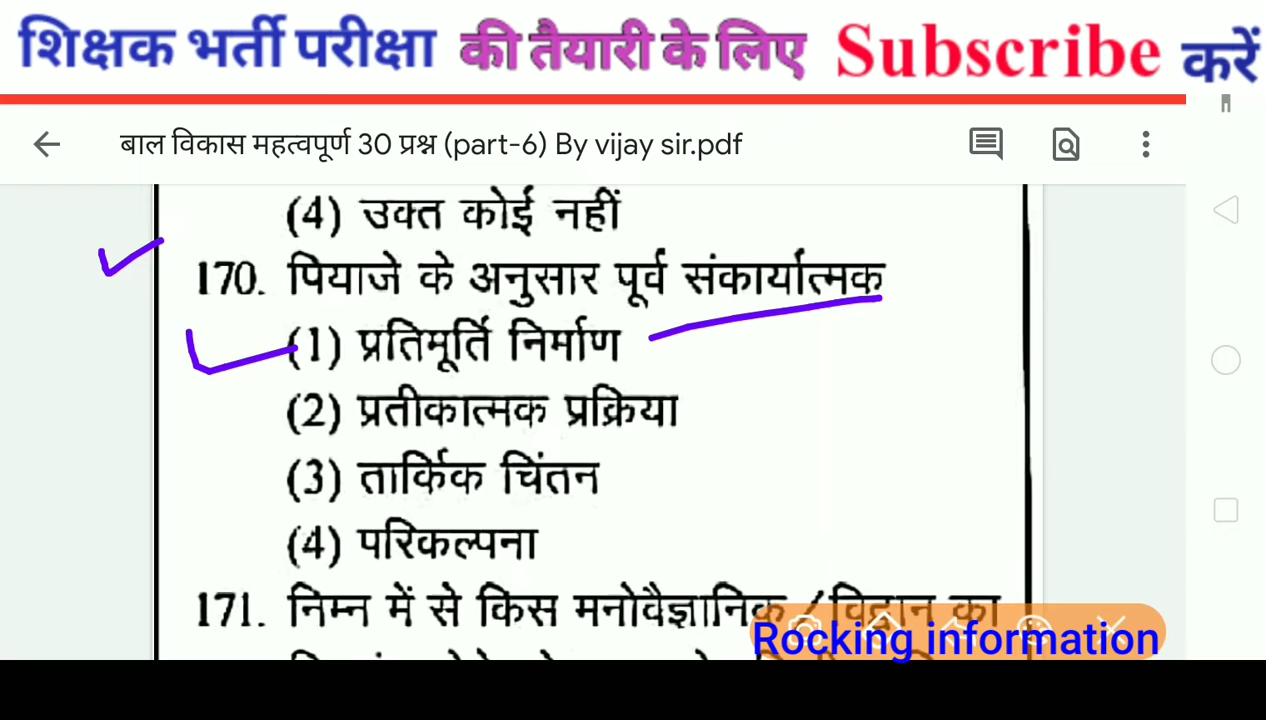 शिक्षक भर्ती परीक्षा की तैयारी के लिए Subscribe करें
बाल विकास महत्वपूर्ण 30 प्रश्न (part-6) By vijay sir.pdf
(4) उक्त कोई नहीं
170. पियाजे के अनुसार पूर्व संकार्यात्मक
(1) प्रतिमूर्ति निर्माण
(2) प्रतीकात्मक प्रक्रिया
(3) तार्किक चिंतन
(4) परिकल्पना
171. निम्न में से किस मनोवैज्ञानिक / विद्वान का
Rocking information